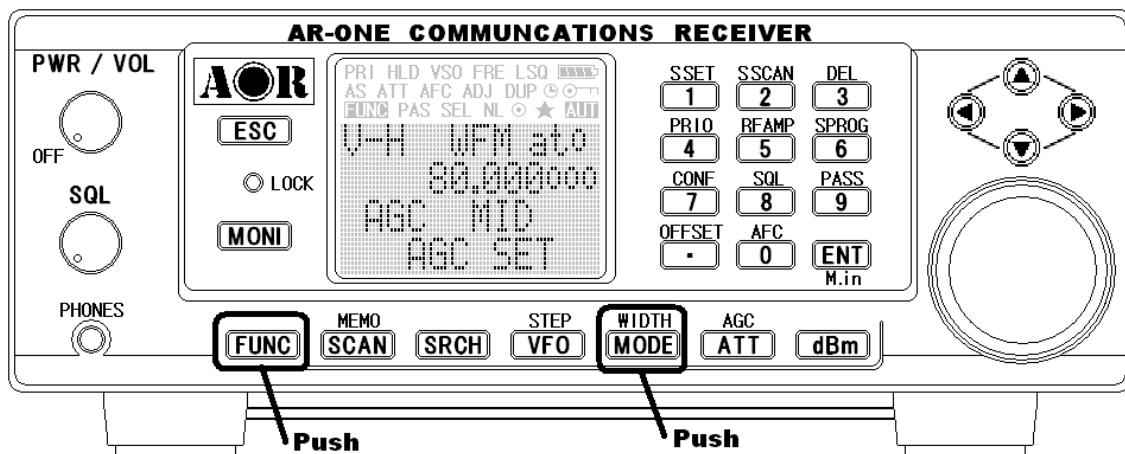 AR-ONE COMMUNCATIONS RECEIVER
PWR / VOL
OFF
SQL
PHONES
AOR
ESC
LOCK
MONI
PRI HLD VSO FRE LSQ
AS ATT AFC ADJ DUP
FUNC PAS SEL NL AUT
V-H WFM ato
80.000000
AGC MID
AGC SET
SSET SSCAN DEL
1 2 3
PRIO RFAMP SPROG
4 5 6
CONF SQL PASS
7 8 9
OFFSET AFC
. 0 ENT
M.in
MEMO STEP WIDTH AGC
FUNC SCAN SRCH VFO MODE ATT dBm
Push Push